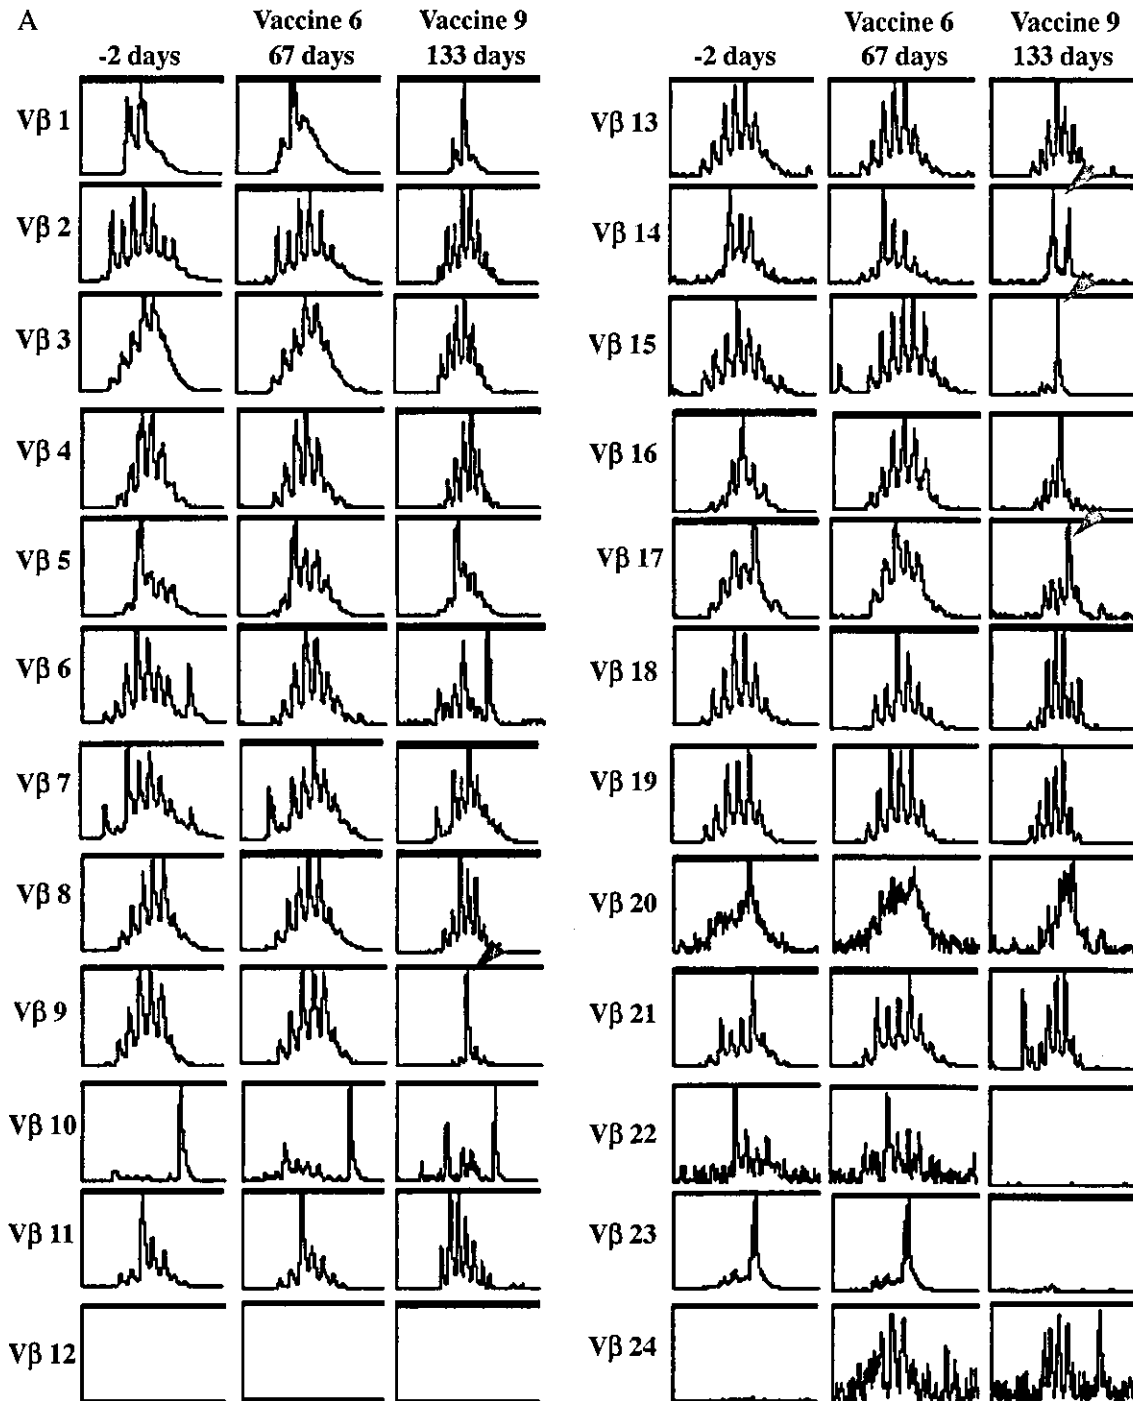 A
Vaccine 6 Vaccine 9
-2 days 67 days 133 days
Vβ 1
Vβ 2
Vβ 3
Vβ 4
Vβ 5
Vβ 6
Vβ 7
Vβ 8
Vβ 9
Vβ 10
Vβ 11
Vβ 12
Vaccine 6 Vaccine 9
-2 days 67 days 133 days
Vβ 13
Vβ 14
Vβ 15
Vβ 16
Vβ 17
Vβ 18
Vβ 19
Vβ 20
Vβ 21
Vβ 22
Vβ 23
Vβ 24